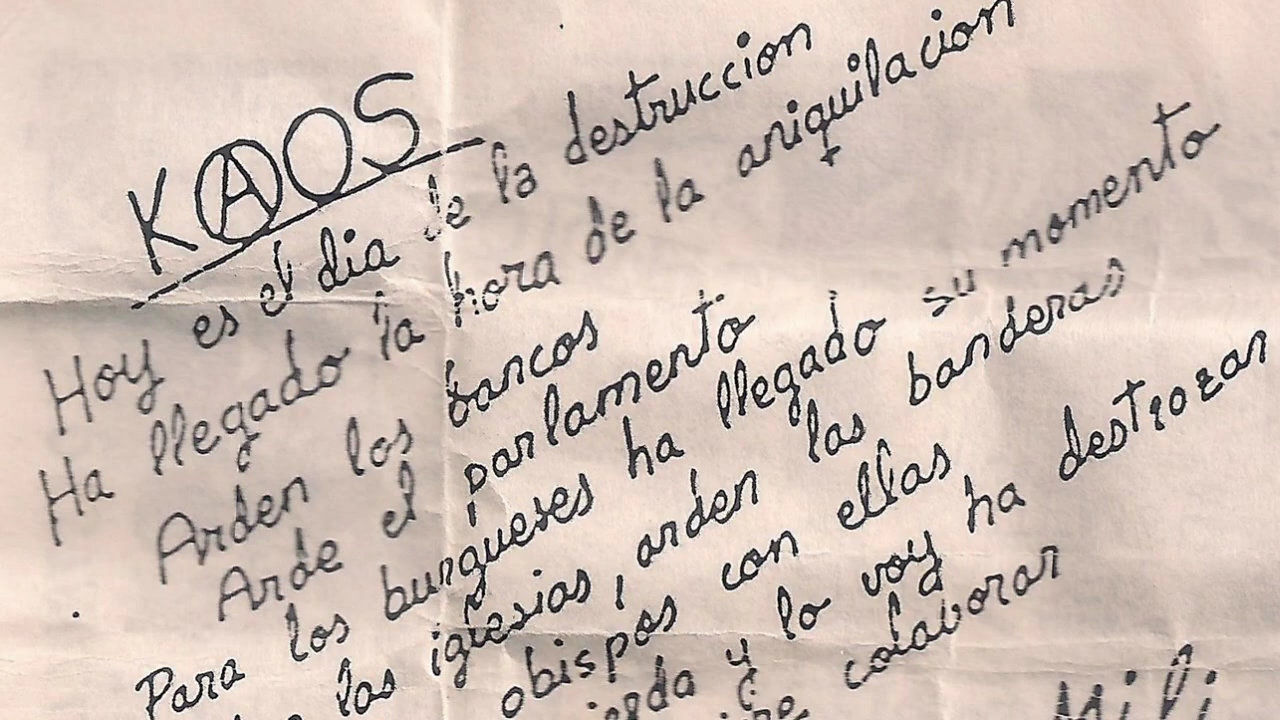 KAOS
Hoy es el dia de la destruccion
Ha llegado la hora de la aniquilacion
Arden los bancos
Arde el parlamento
Para los burgueses ha llegado su momento
las iglesias, arden las banderas
obispos con ellas
y lo voy ha destrozar
colaborar
Mili